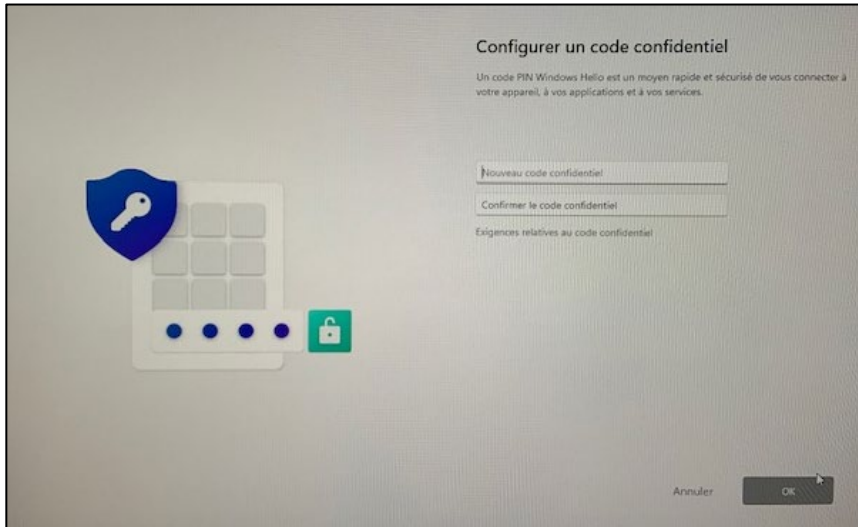 Configurer un code confidentiel
Un code PIN Windows Hello est un moyen rapide et sécurisé de vous connecter à
votre appareil, à vos applications et à vos services.
Nouveau code confidentiel
Confirmer le code confidentiel
Exigences relatives au code confidentiel
Annuler
OK